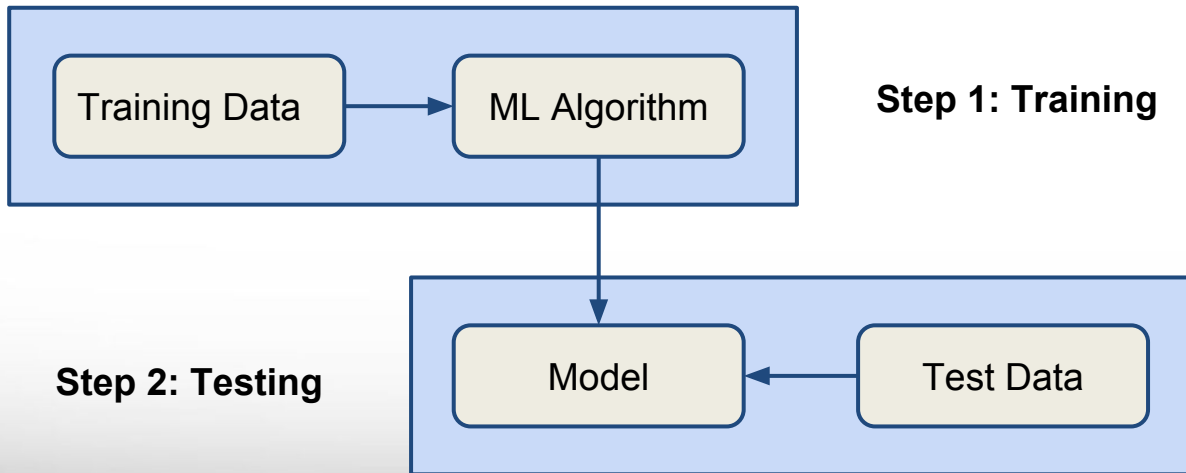 Training Data
ML Algorithm
Step 1: Training
Step 2: Testing
Model
Test Data